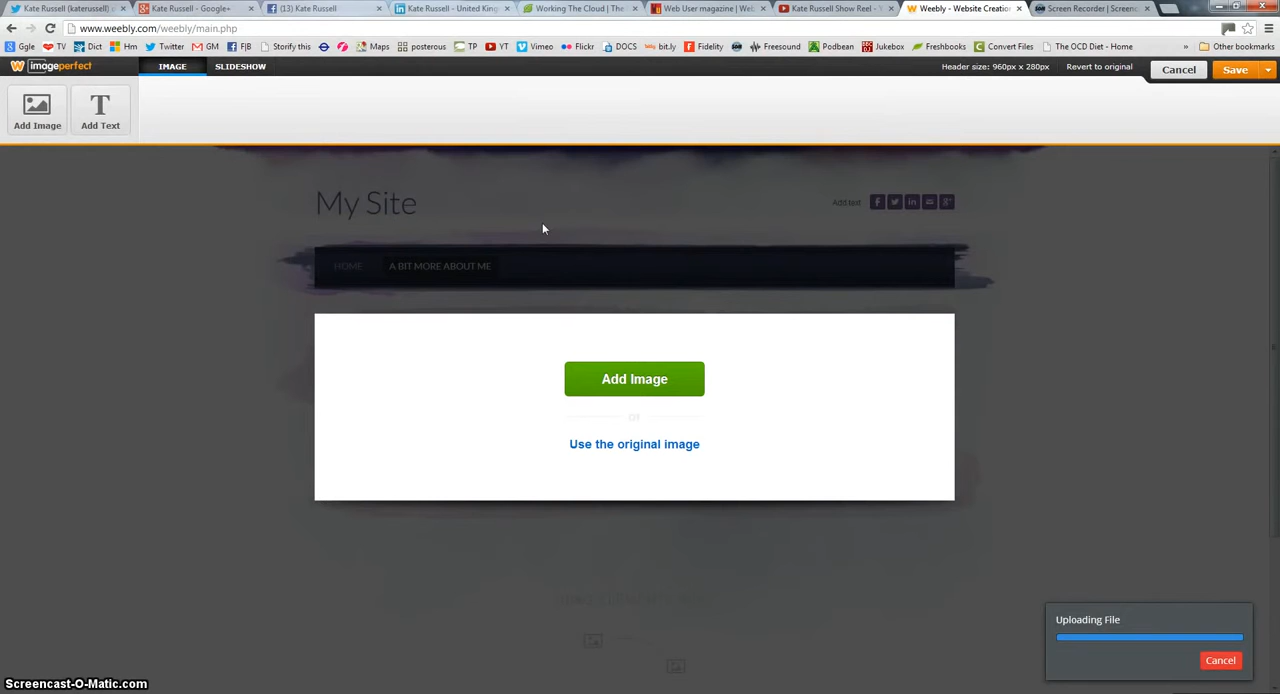 Kate Russell (katerussell) o
Kate Russell - Google+
(13) Kate Russell
Kate Russell - United King
Working The Cloud | The
Web User magazine | Web
Kate Russell Show Reel - Y
Weebly - Website Creation
Screen Recorder | Screenc
www.weebly.com/weebly/main.php
Ggle TV Dict Hm Twitter GM FJB Storify this Maps posterous TP YT Vimeo Flickr DOCS bit.ly Fidelity Freesound Podbean Jukebox Freshbooks Convert Files The OCD Diet - Home » Other bookmarks
imageperfect IMAGE SLIDESHOW Header size: 960px x 280px Revert to original Cancel Save
Add Image Add Text
My Site
Add text
HOME A BIT MORE ABOUT ME
Add Image
or
Use the original image
Uploading File
Cancel
Screencast-O-Matic.com